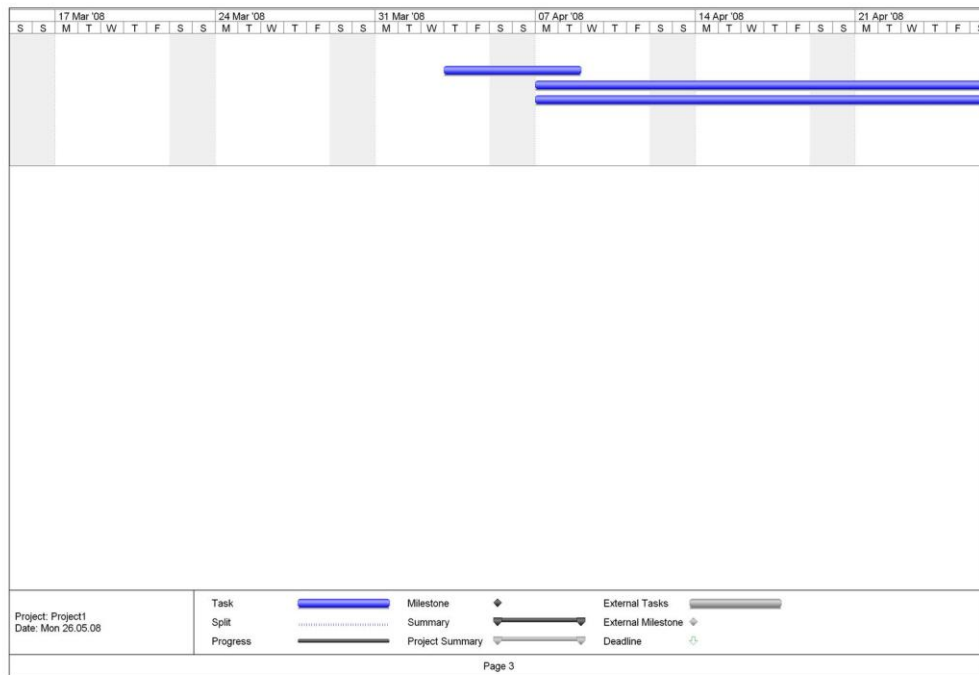 17 Mar '08 24 Mar '08 31 Mar '08 07 Apr '08 14 Apr '08 21 Apr '08
S S M T W T F S S M T W T F S S M T W T F S S M T W T F S S M T W T F S S M T W T F S
Task Milestone External Tasks
Project: Project1
Date: Mon 26.05.08
Split Summary External Milestone
Progress Project Summary Deadline
Page 3